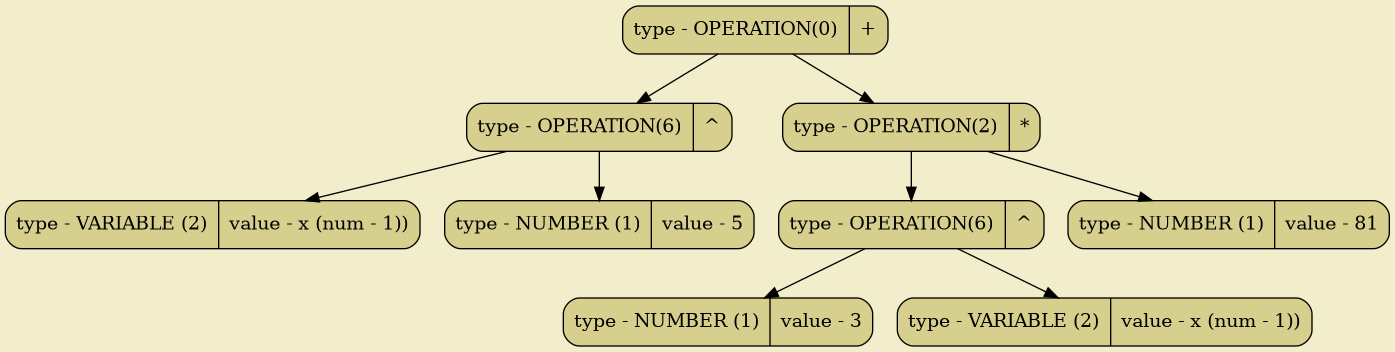 type - OPERATION(0) +
type - OPERATION(6) ^
type - OPERATION(2) *
type - VARIABLE (2) value - x (num - 1))
type - NUMBER (1) value - 5
type - OPERATION(6) ^
type - NUMBER (1) value - 81
type - NUMBER (1) value - 3
type - VARIABLE (2) value - x (num - 1))